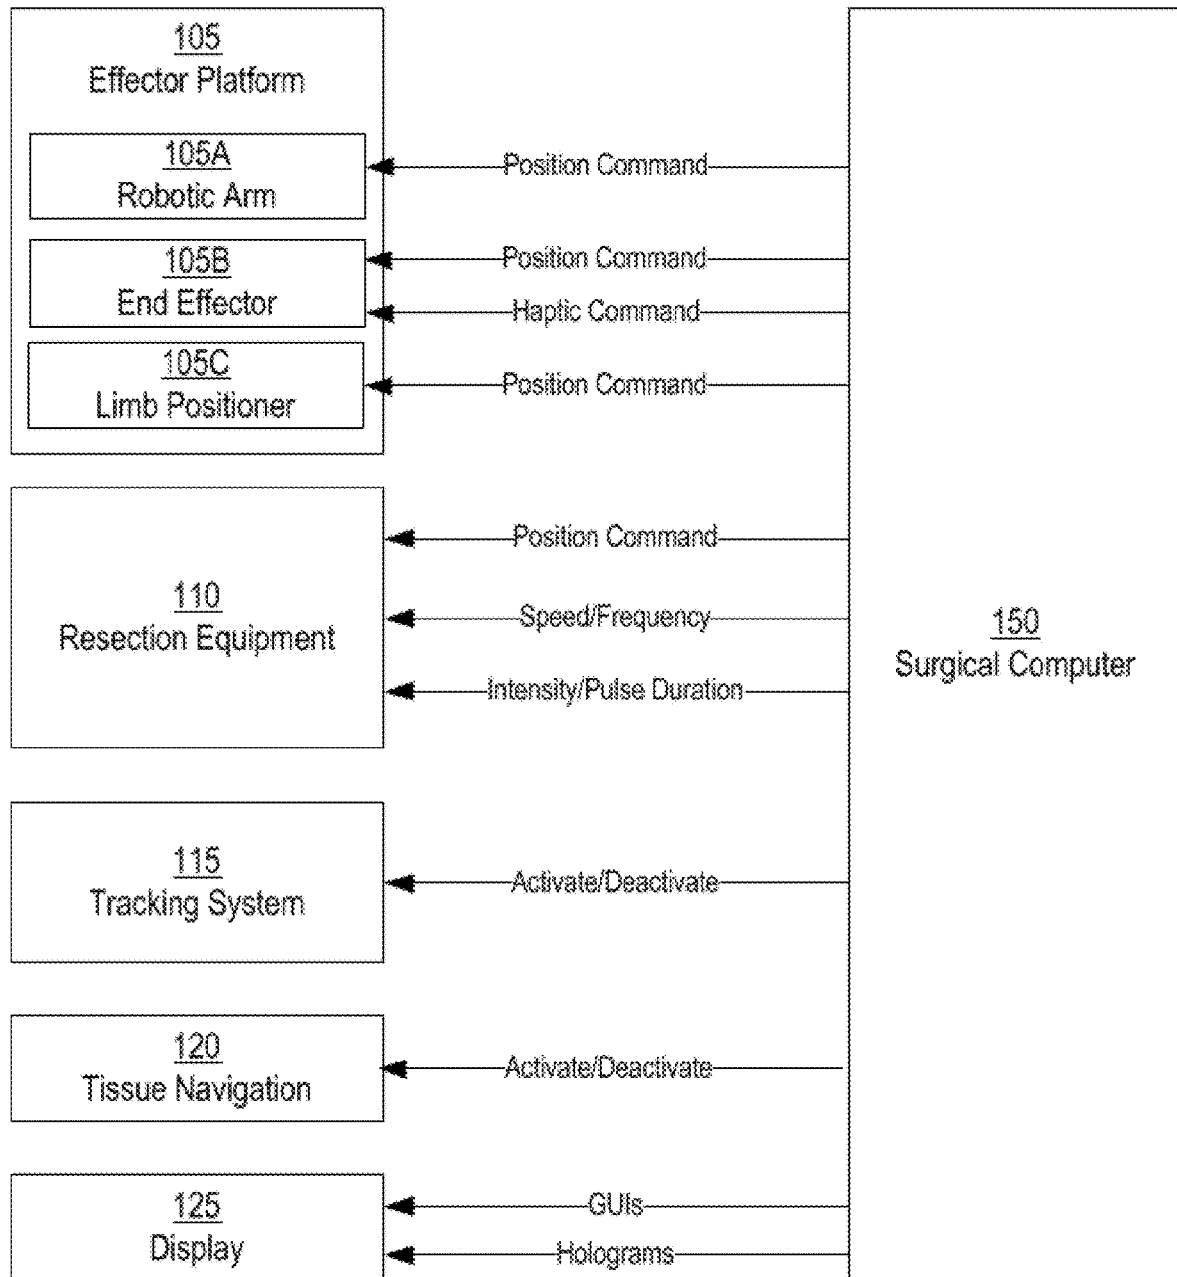 105
Effector Platform
105A
Robotic Arm
Position Command
105B
End Effector
Position Command
Haptic Command
105C
Limb Positioner
Position Command
110
Resection Equipment
Position Command
Speed/Frequency
Intensity/Pulse Duration
150
Surgical Computer
115
Tracking System
Activate/Deactivate
120
Tissue Navigation
Activate/Deactivate
125
Display
GUIs
Holograms